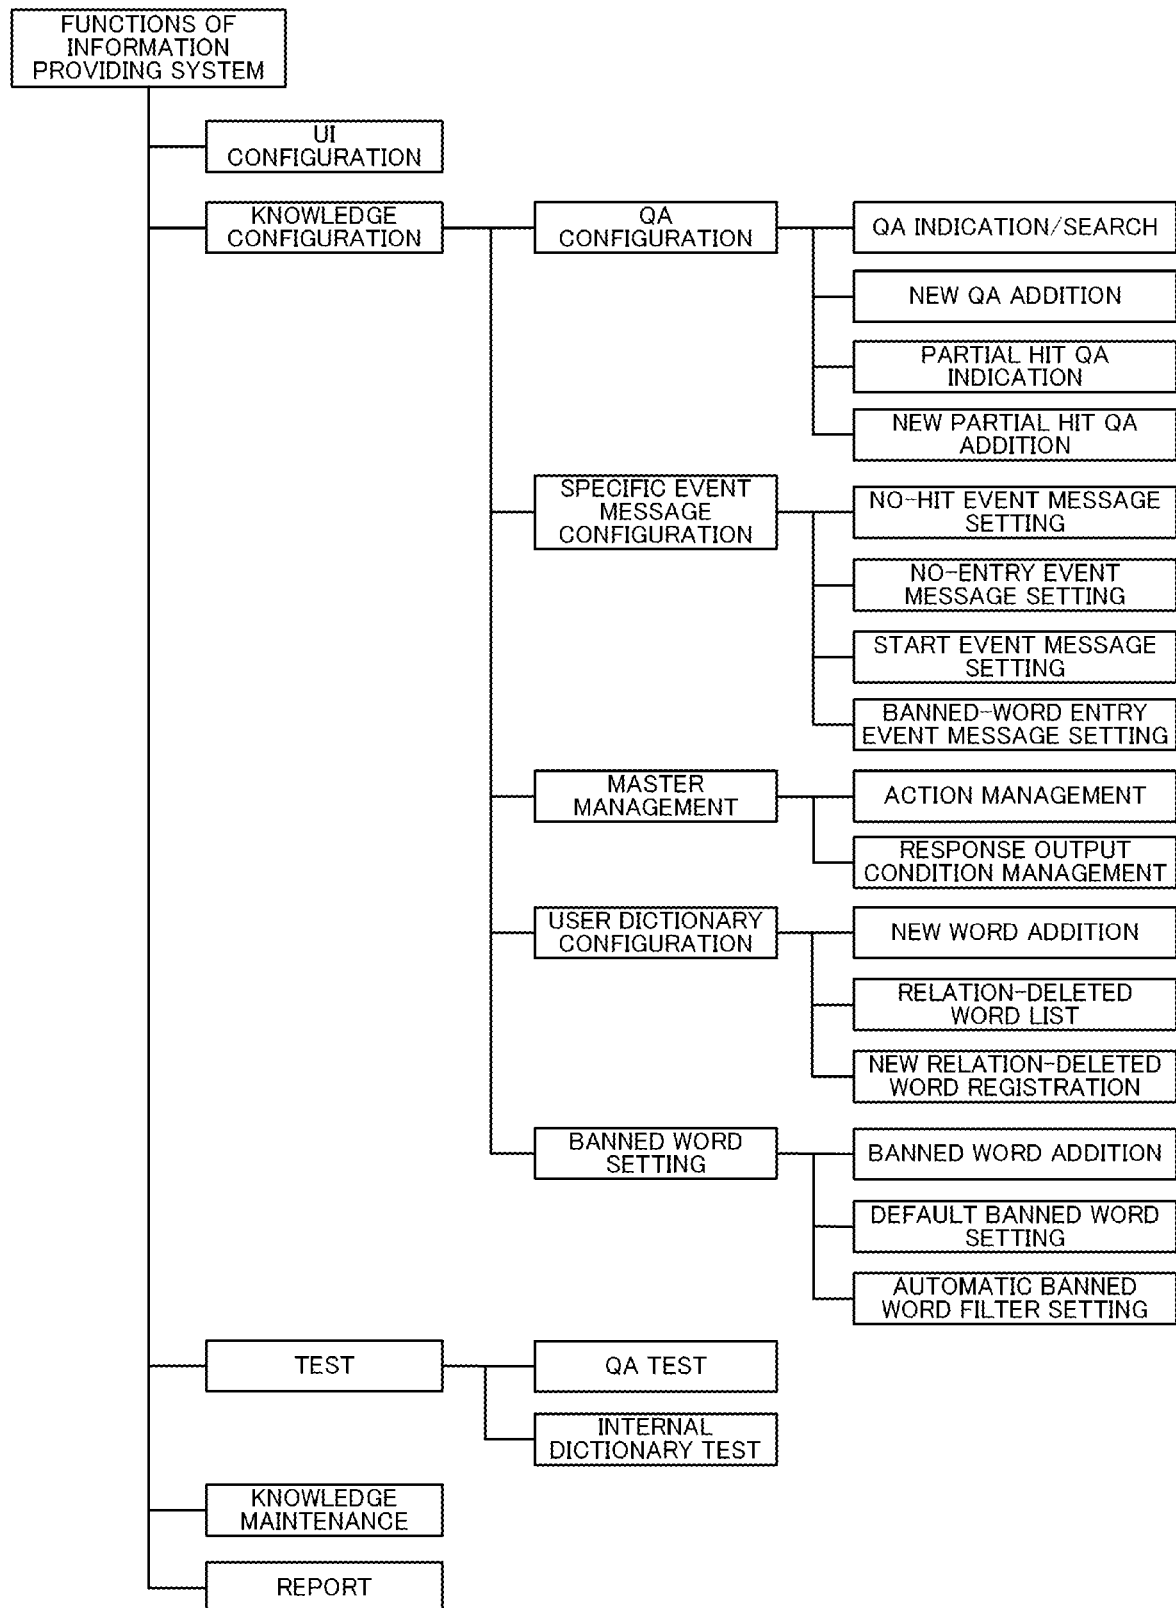 FUNCTIONS OF
INFORMATION
PROVIDING SYSTEM
UI
CONFIGURATION
KNOWLEDGE
CONFIGURATION
QA
CONFIGURATION
QA INDICATION/SEARCH
NEW QA ADDITION
PARTIAL HIT QA
INDICATION
NEW PARTIAL HIT QA
ADDITION
SPECIFIC EVENT
MESSAGE
CONFIGURATION
NO-HIT EVENT MESSAGE
SETTING
NO-ENTRY EVENT
MESSAGE SETTING
START EVENT MESSAGE
SETTING
BANNED-WORD ENTRY
EVENT MESSAGE SETTING
MASTER
MANAGEMENT
ACTION MANAGEMENT
RESPONSE OUTPUT
CONDITION MANAGEMENT
USER DICTIONARY
CONFIGURATION
NEW WORD ADDITION
RELATION-DELETED
WORD LIST
NEW RELATION-DELETED
WORD REGISTRATION
BANNED WORD
SETTING
BANNED WORD ADDITION
DEFAULT BANNED WORD
SETTING
AUTOMATIC BANNED
WORD FILTER SETTING
TEST
QA TEST
INTERNAL
DICTIONARY TEST
KNOWLEDGE
MAINTENANCE
REPORT